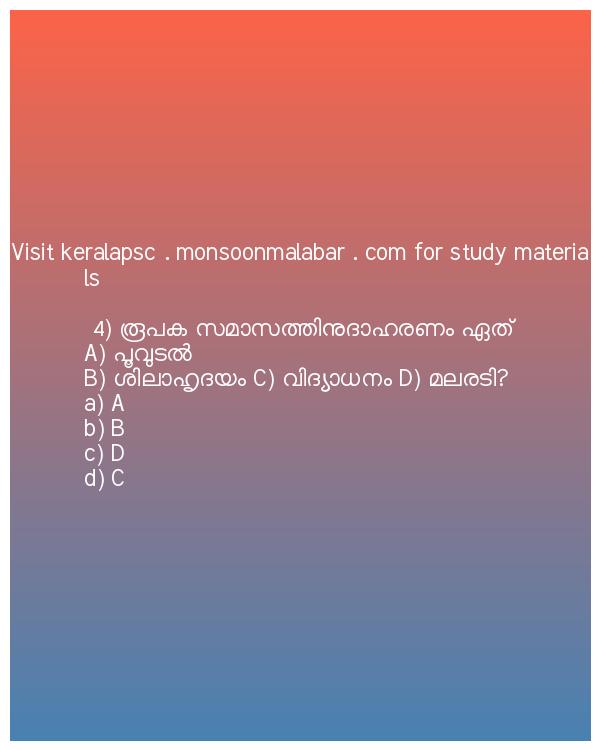 Visit keralapsc . monsoonmalabar . com for study materia
ls
4) രൂപക സമാസത്തിനുദാഹരണം ഏത്
A) പൂവുടൽ
B) ശിലാഹൃദയം C) വിദ്യാധനം D) മലരടി?
a) A
b) B
c) D
d) C